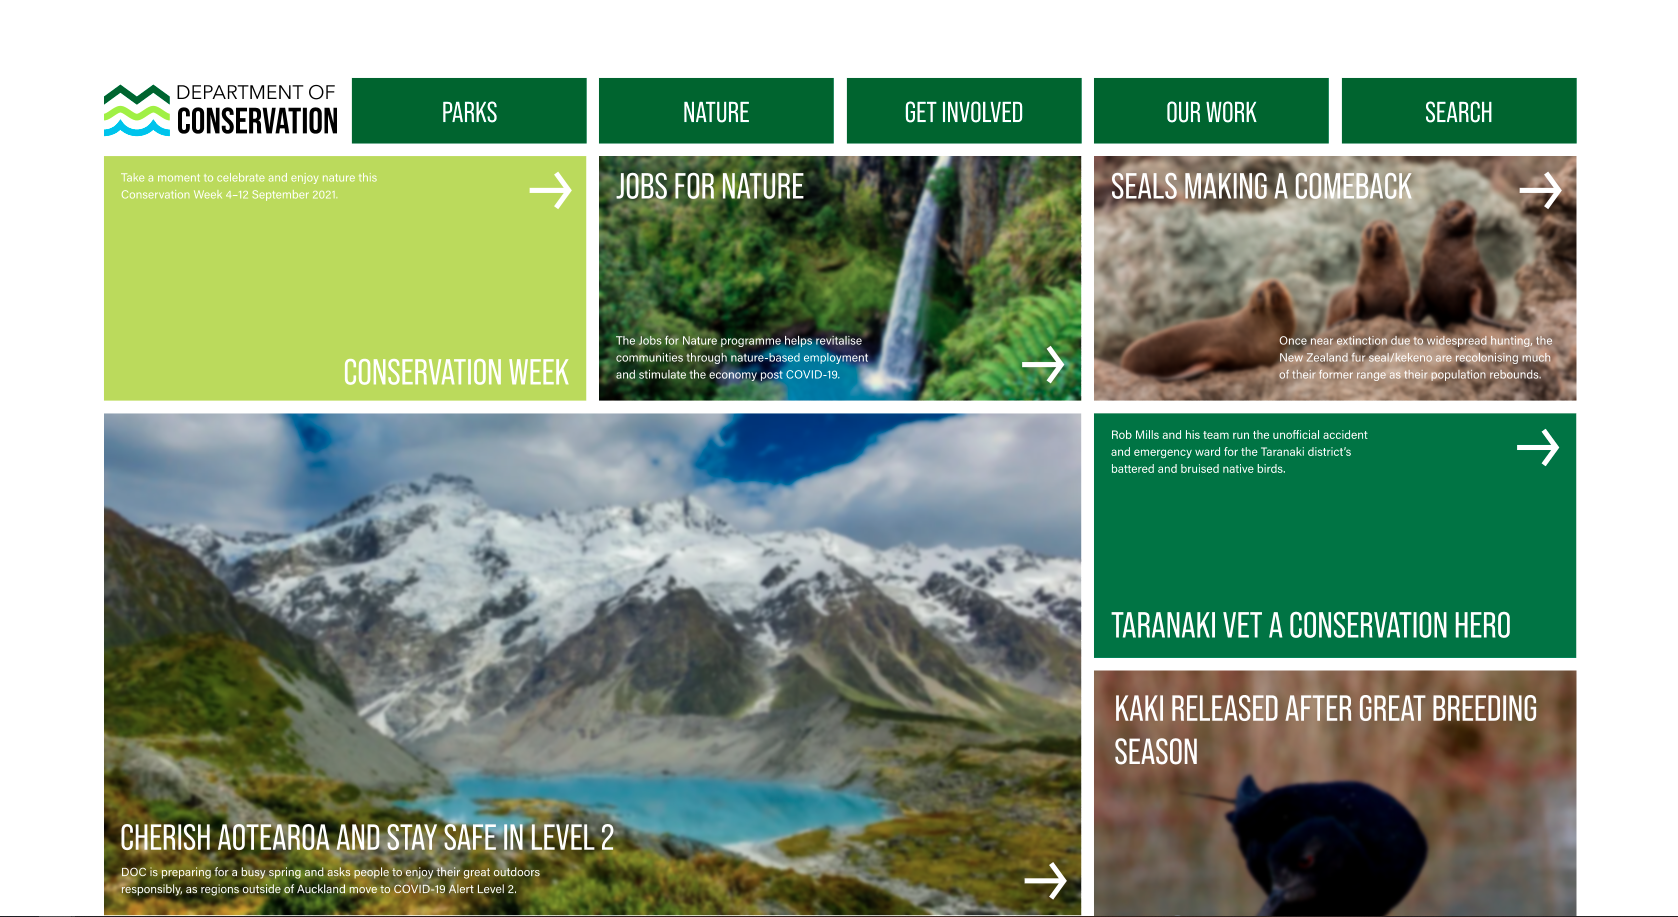 DEPARTMENT OF
CONSERVATION
PARKS
NATURE
GET INVOLVED
OUR WORK
SEARCH
Take a moment to celebrate and enjoy nature this
Conservation Week 4–12 September 2021.
CONSERVATION WEEK
JOBS FOR NATURE
The Jobs for Nature programme helps revitalise
communities through nature-based employment
and stimulate the economy post COVID-19.
SEALS MAKING A COMEBACK
Once near extinction due to widespread hunting, the
New Zealand fur seal/kekeno are recolonising much
of their former range as their population rebounds.
CHERISH AOTEAROA AND STAY SAFE IN LEVEL 2
DOC is preparing for a busy spring and asks people to enjoy their great outdoors
responsibly, as regions outside of Auckland move to COVID-19 Alert Level 2.
Rob Mills and his team run the unofficial accident
and emergency ward for the Taranaki district's
battered and bruised native birds.
TARANAKI VET A CONSERVATION HERO
KAKI RELEASED AFTER GREAT BREEDING
SEASON